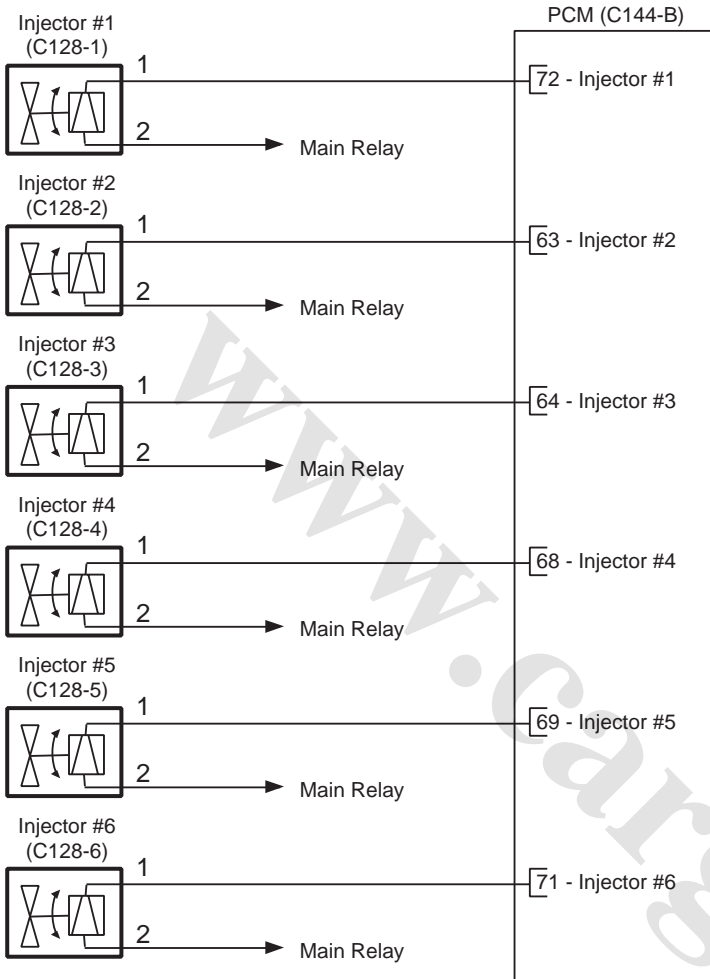 PCM (C144-B)
Injector #1
(C128-1)
1
72 - Injector #1
2
Main Relay
Injector #2
(C128-2)
1
63 - Injector #2
2
Main Relay
Injector #3
(C128-3)
1
64 - Injector #3
2
Main Relay
Injector #4
(C128-4)
1
68 - Injector #4
2
Main Relay
Injector #5
(C128-5)
1
69 - Injector #5
2
Main Relay
Injector #6
(C128-6)
1
71 - Injector #6
2
Main Relay